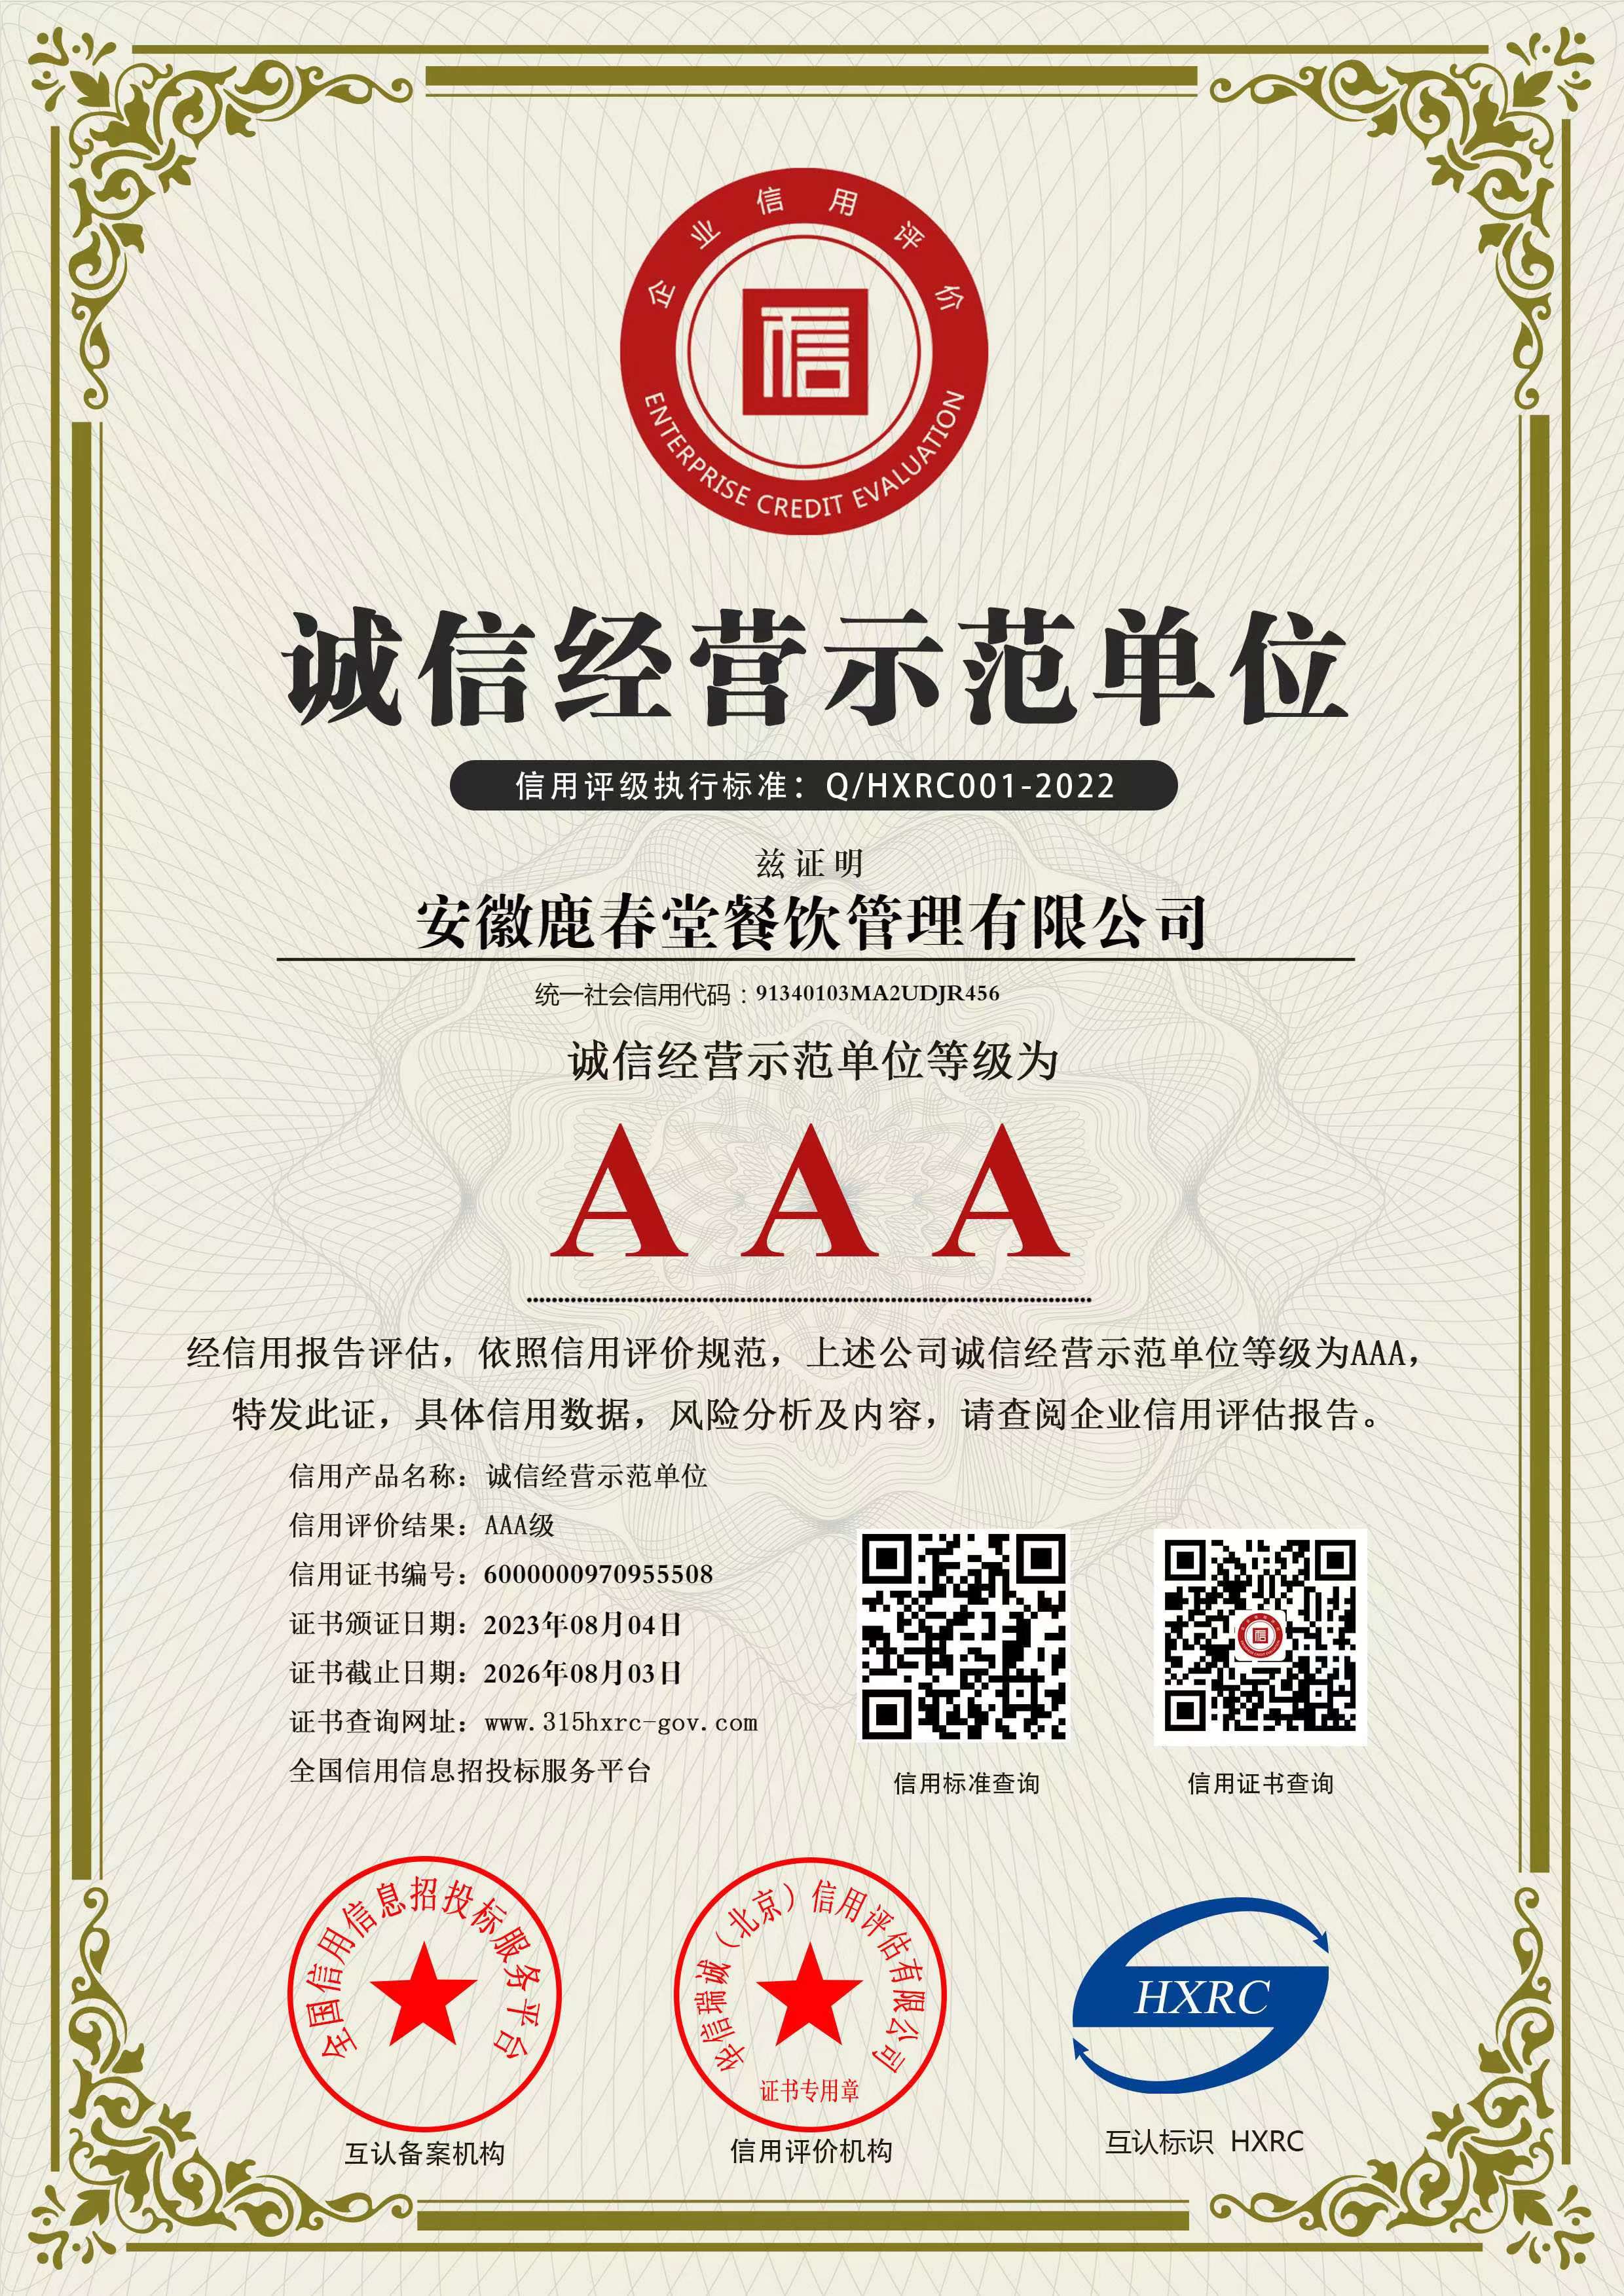 企业信用评价
信
ENTERPRISE CREDIT EVALUATION
诚信经营示范单位
信用评级执行标准：Q/HXRC001-2022
兹证明
安徽鹿春堂餐饮管理有限公司
统一社会信用代码：91340103MA2UDJR456
诚信经营示范单位等级为
AAA
经信用报告评估，依照信用评价规范，上述公司诚信经营示范单位等级为AAA，
特发此证，具体信用数据，风险分析及内容，请查阅企业信用评估报告。
信用产品名称：诚信经营示范单位
信用评价结果：AAA级
信用证书编号：6000000970955508
证书颁证日期：2023年08月04日
证书截止日期：2026年08月03日
证书查询网址：www.315hxrc-gov.com
全国信用信息招投标服务平台
信用标准查询
信用证书查询
全国信用信息招投标服务平台
互认备案机构
华信瑞诚（北京）信用评估有限公司
证书专用章
信用评价机构
HXRC
互认标识 HXRC